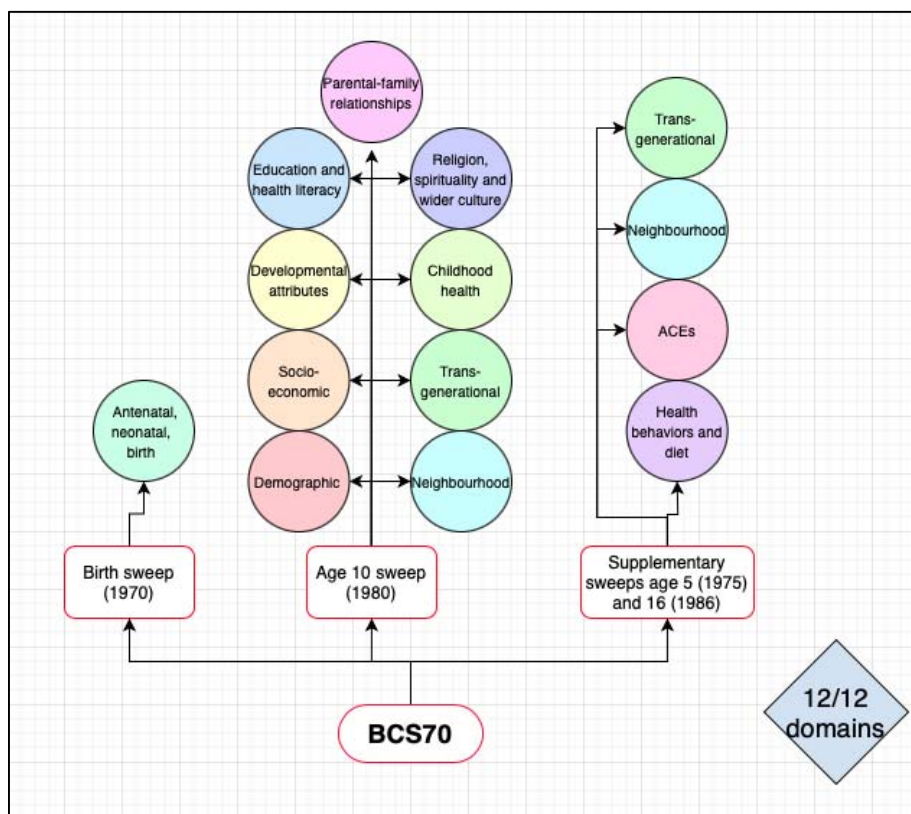 Parental-family
relationships
Education and
health literacy
Religion,
spirituality and
wider culture
Developmental
attributes
Childhood
health
Socio-
economic
Trans-
generational
Demographic
Neighbourhood
Antenatal,
neonatal,
birth
Trans-
generational
Neighbourhood
ACEs
Health
behaviors and
diet
Birth sweep
(1970)
Age 10 sweep
(1980)
Supplementary
sweeps age 5 (1975)
and 16 (1986)
BCS70
12/12
domains